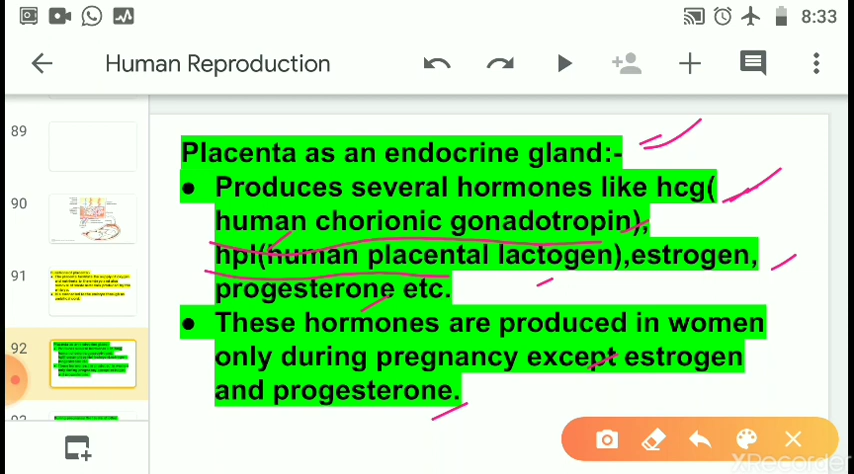 8:33
Human Reproduction
89
90
91
92
Placenta as an endocrine gland:-
● Produces several hormones like hcg(
human chorionic gonadotropin),
hpl(human placental lactogen),estrogen,
progesterone etc.
● These hormones are produced in women
only during pregnancy except estrogen
and progesterone.
XRecorder